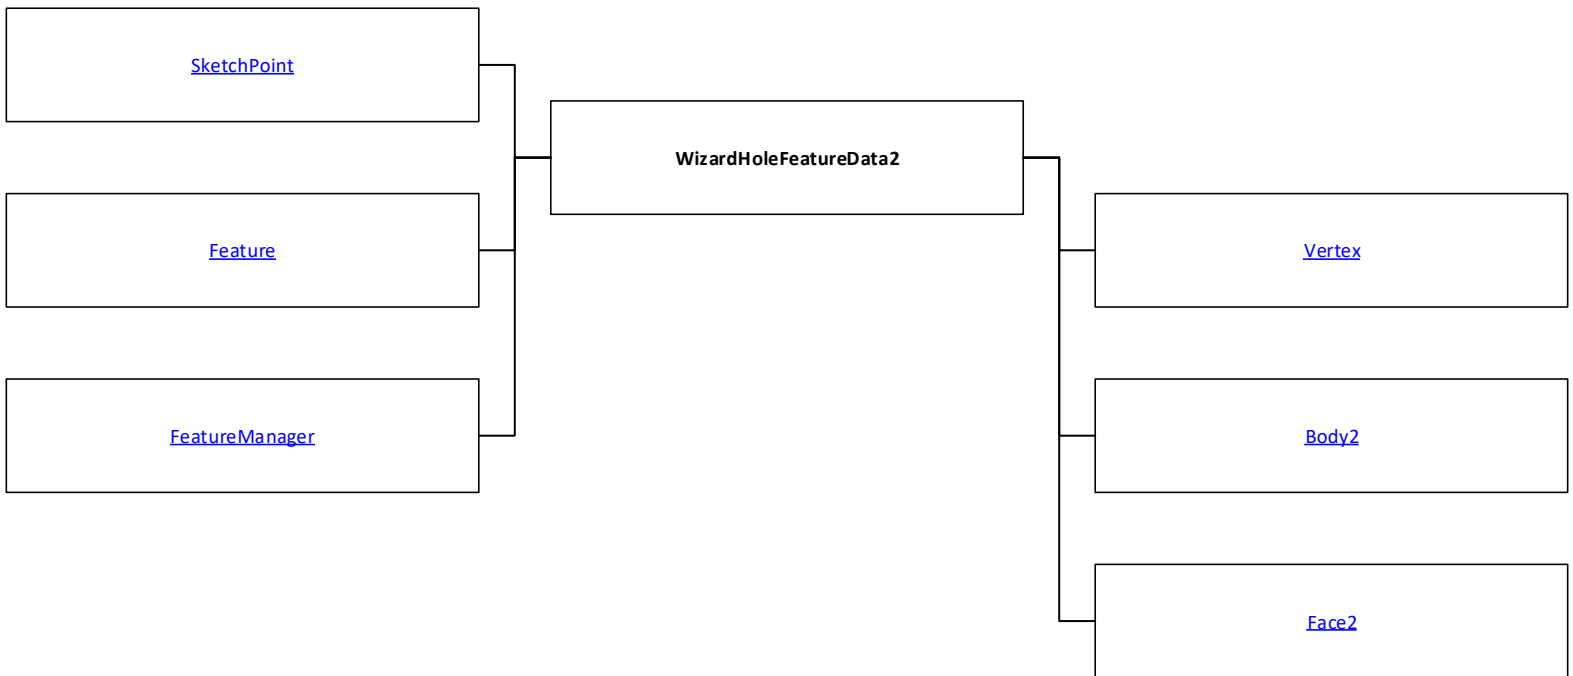 SketchPoint
WizardHoleFeatureData2
Feature
Vertex
FeatureManager
Body2
Face2